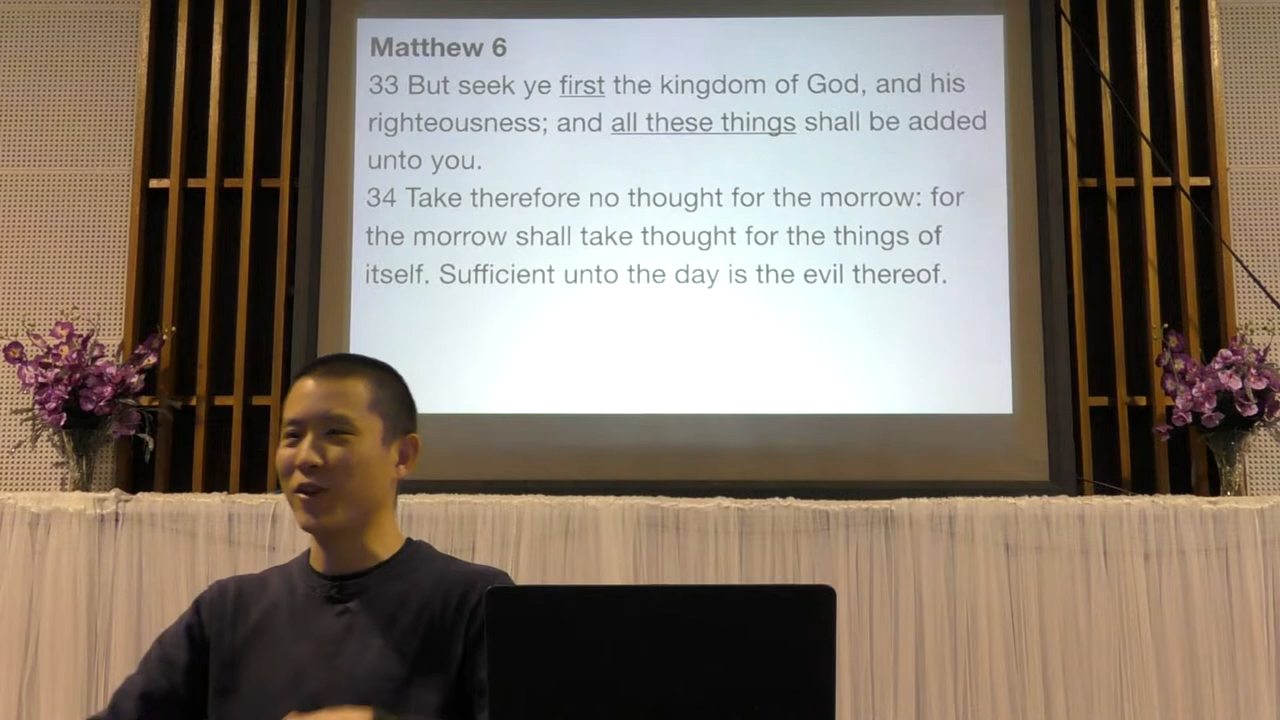 Matthew 6
33 But seek ye first the kingdom of God, and his
righteousness; and all these things shall be added
unto you.
34 Take therefore no thought for the morrow: for
the morrow shall take thought for the things of
itself. Sufficient unto the day is the evil thereof.